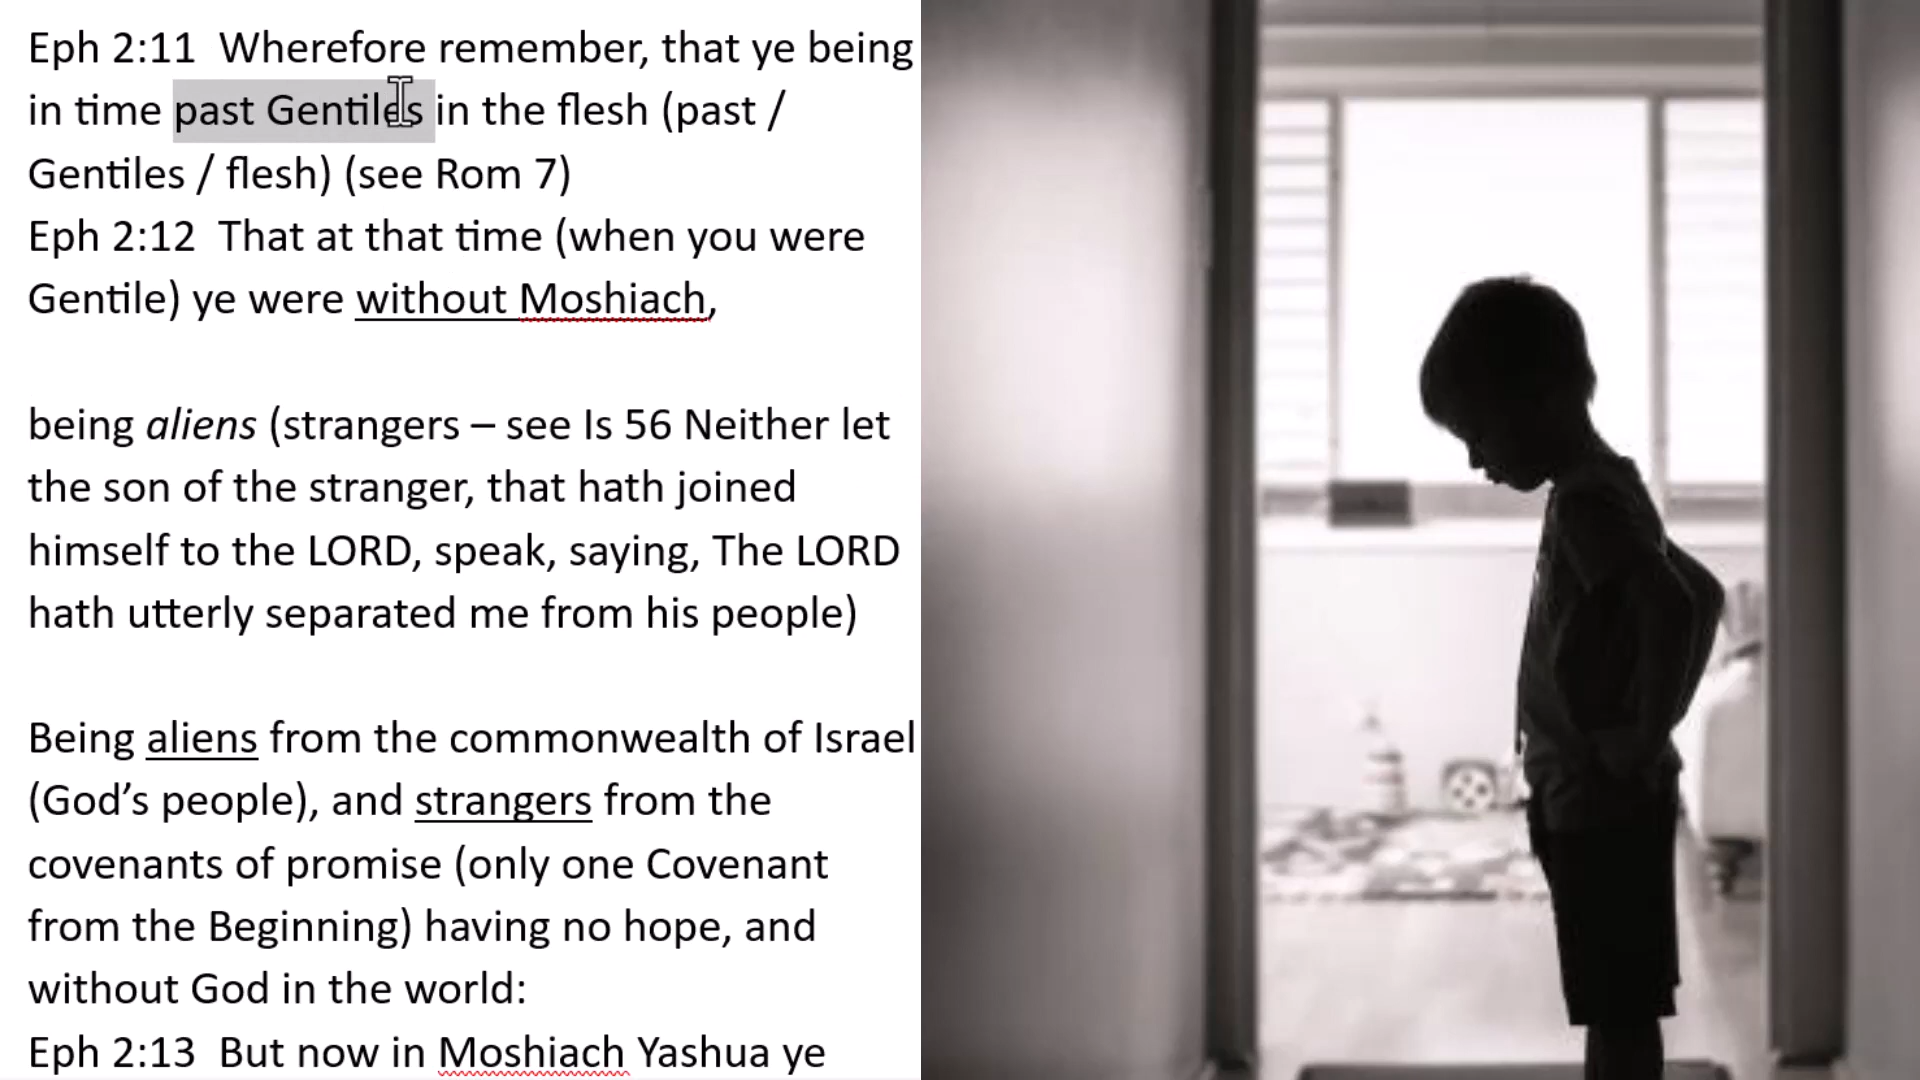 Eph 2:11  Wherefore remember, that ye being
in time past Gentiles in the flesh (past /
Gentiles / flesh) (see Rom 7)
Eph 2:12  That at that time (when you were
Gentile) ye were without Moshiach,
being aliens (strangers – see Is 56 Neither let
the son of the stranger, that hath joined
himself to the LORD, speak, saying, The LORD
hath utterly separated me from his people)
Being aliens from the commonwealth of Israel
(God’s people), and strangers from the
covenants of promise (only one Covenant
from the Beginning) having no hope, and
without God in the world:
Eph 2:13  But now in Moshiach Yashua ye